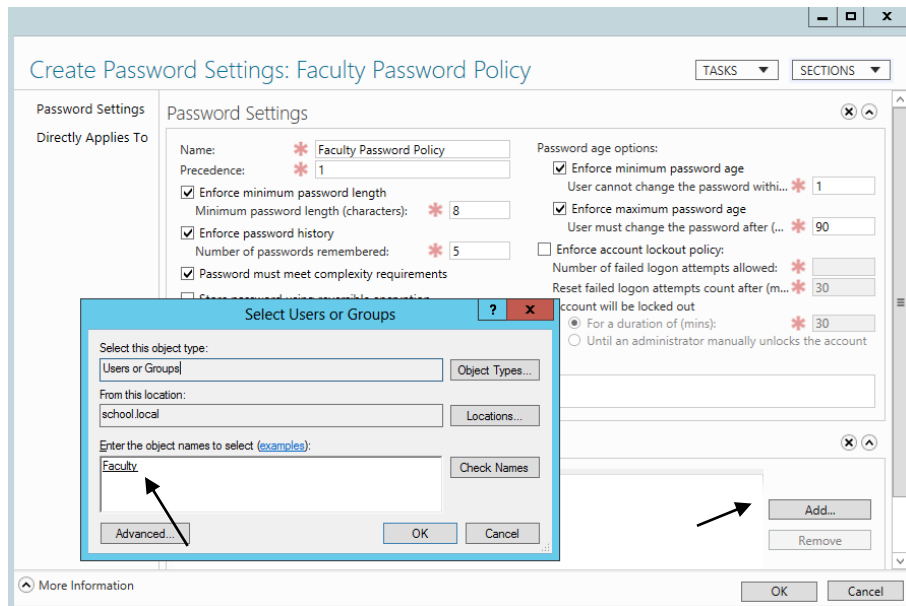 Create Password Settings: Faculty Password Policy
TASKS
SECTIONS
Password Settings
Directly Applies To
Password Settings
Name: * Faculty Password Policy
Precedence: * 1
Enforce minimum password length
Minimum password length (characters): * 8
Enforce password history
Number of passwords remembered: * 5
Password must meet complexity requirements
Store password using reversible encryption
Password age options:
Enforce minimum password age
User cannot change the password withi... * 1
Enforce maximum password age
User must change the password after (... * 90
Enforce account lockout policy:
Number of failed logon attempts allowed: *
Reset failed logon attempts count after (m... * 30
ccount will be locked out
For a duration of (mins): * 30
Until an administrator manually unlocks the account
Select Users or Groups
? x
Select this object type:
Users or Groups
Object Types...
From this location:
school.local
Locations...
Enter the object names to select (examples):
Faculty
Check Names
Advanced...
OK
Cancel
Add...
Remove
More Information
OK
Cancel